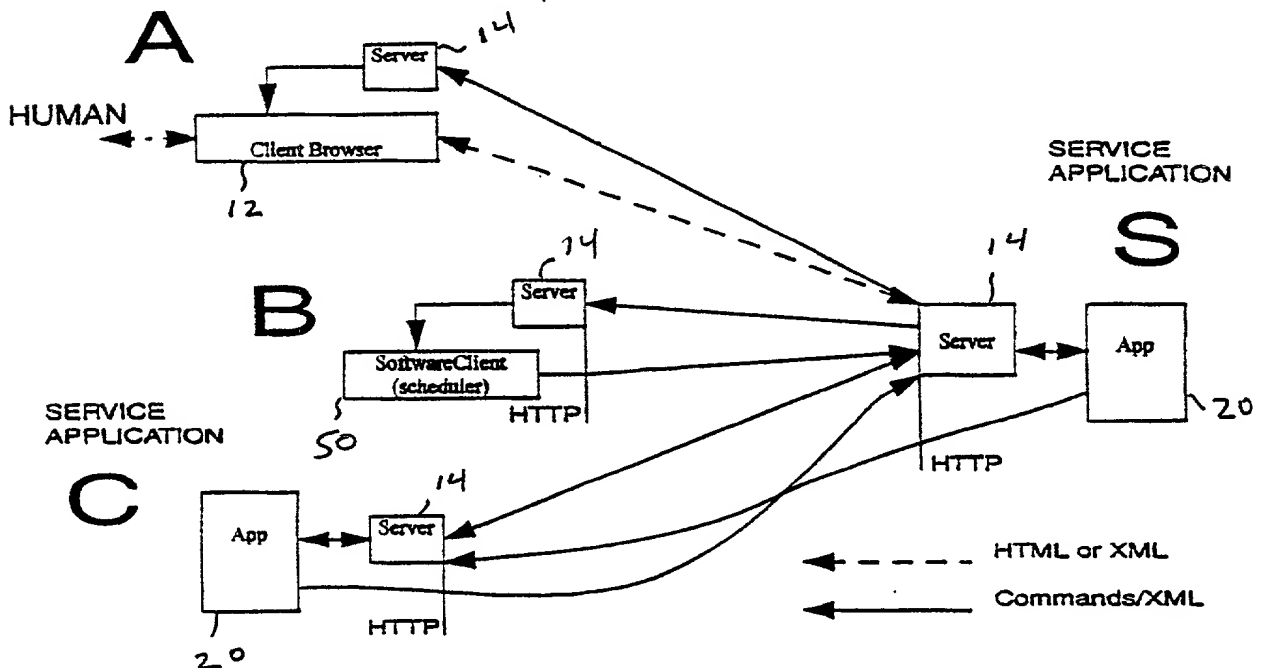 A
Server
14
HUMAN
Client Browser
12
SERVICE
APPLICATION
S
14
B
14
Server
SoftwareClient
(scheduler)
HTTP
50
Server
App
20
HTTP
SERVICE
APPLICATION
C
14
App
Server
HTTP
20
HTML or XML
Commands/XML